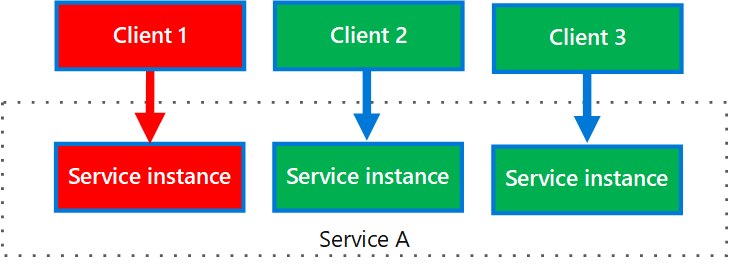 Client 1
Client 2
Client 3
Service instance
Service instance
Service instance
Service A